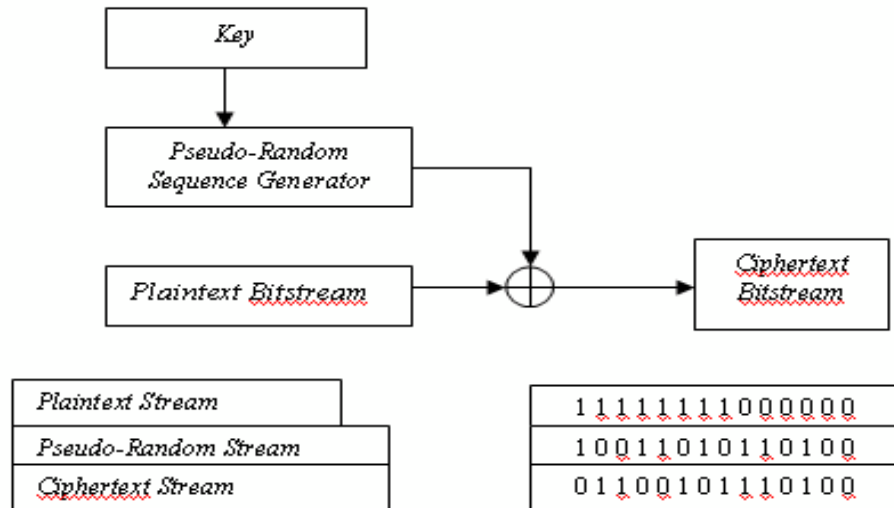 Key
Pseudo-Random
Sequence Generator
Plaintext Bitstream
Ciphertext
Bitstream
Plaintext Stream
1 1 1 1 1 1 1 1 0 0 0 0 0 0
Pseudo-Random Stream
1 0 0 1 1 0 1 0 1 1 0 1 0 0
Ciphertext Stream
0 1 1 0 0 1 0 1 1 1 0 1 0 0